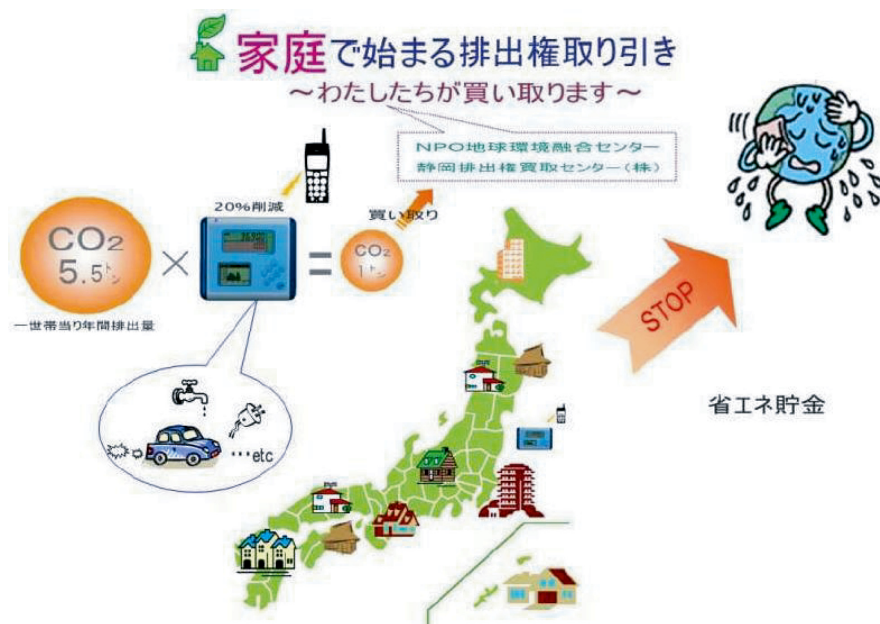 家庭で始まる排出権取り引き
～わたしたちが買い取ります～
NPO地球環境融合センター
静岡排出権買取センター(株)
20%削減
買い取り
CO2
5.5トン
×
=
CO2
1トン
一世帯当り年間排出量
STOP
省エネ貯金
…etc